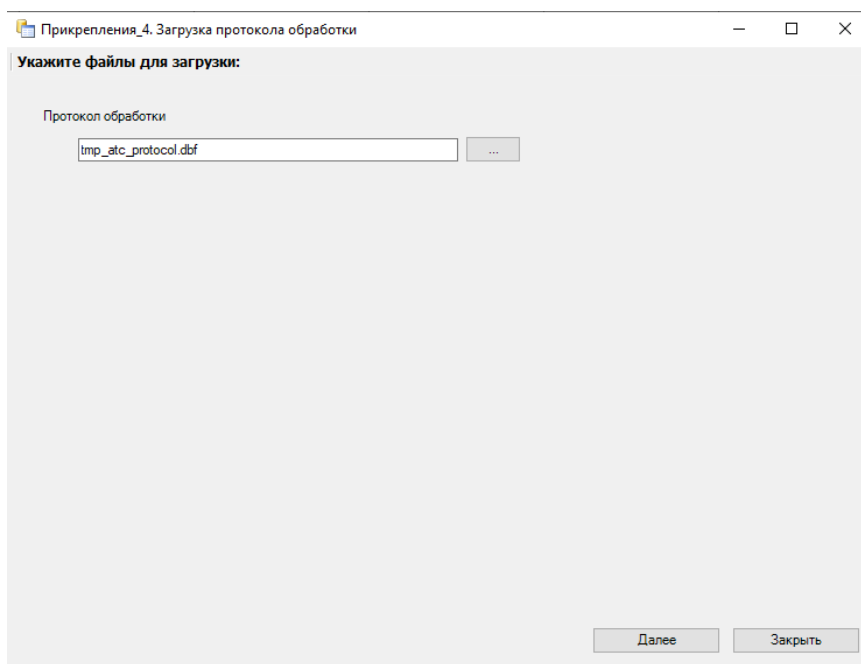 Прикрепления_4. Загрузка протокола обработки
Укажите файлы для загрузки:
Протокол обработки
tmp_atc_protocol.dbf
...
Далее
Закрыть